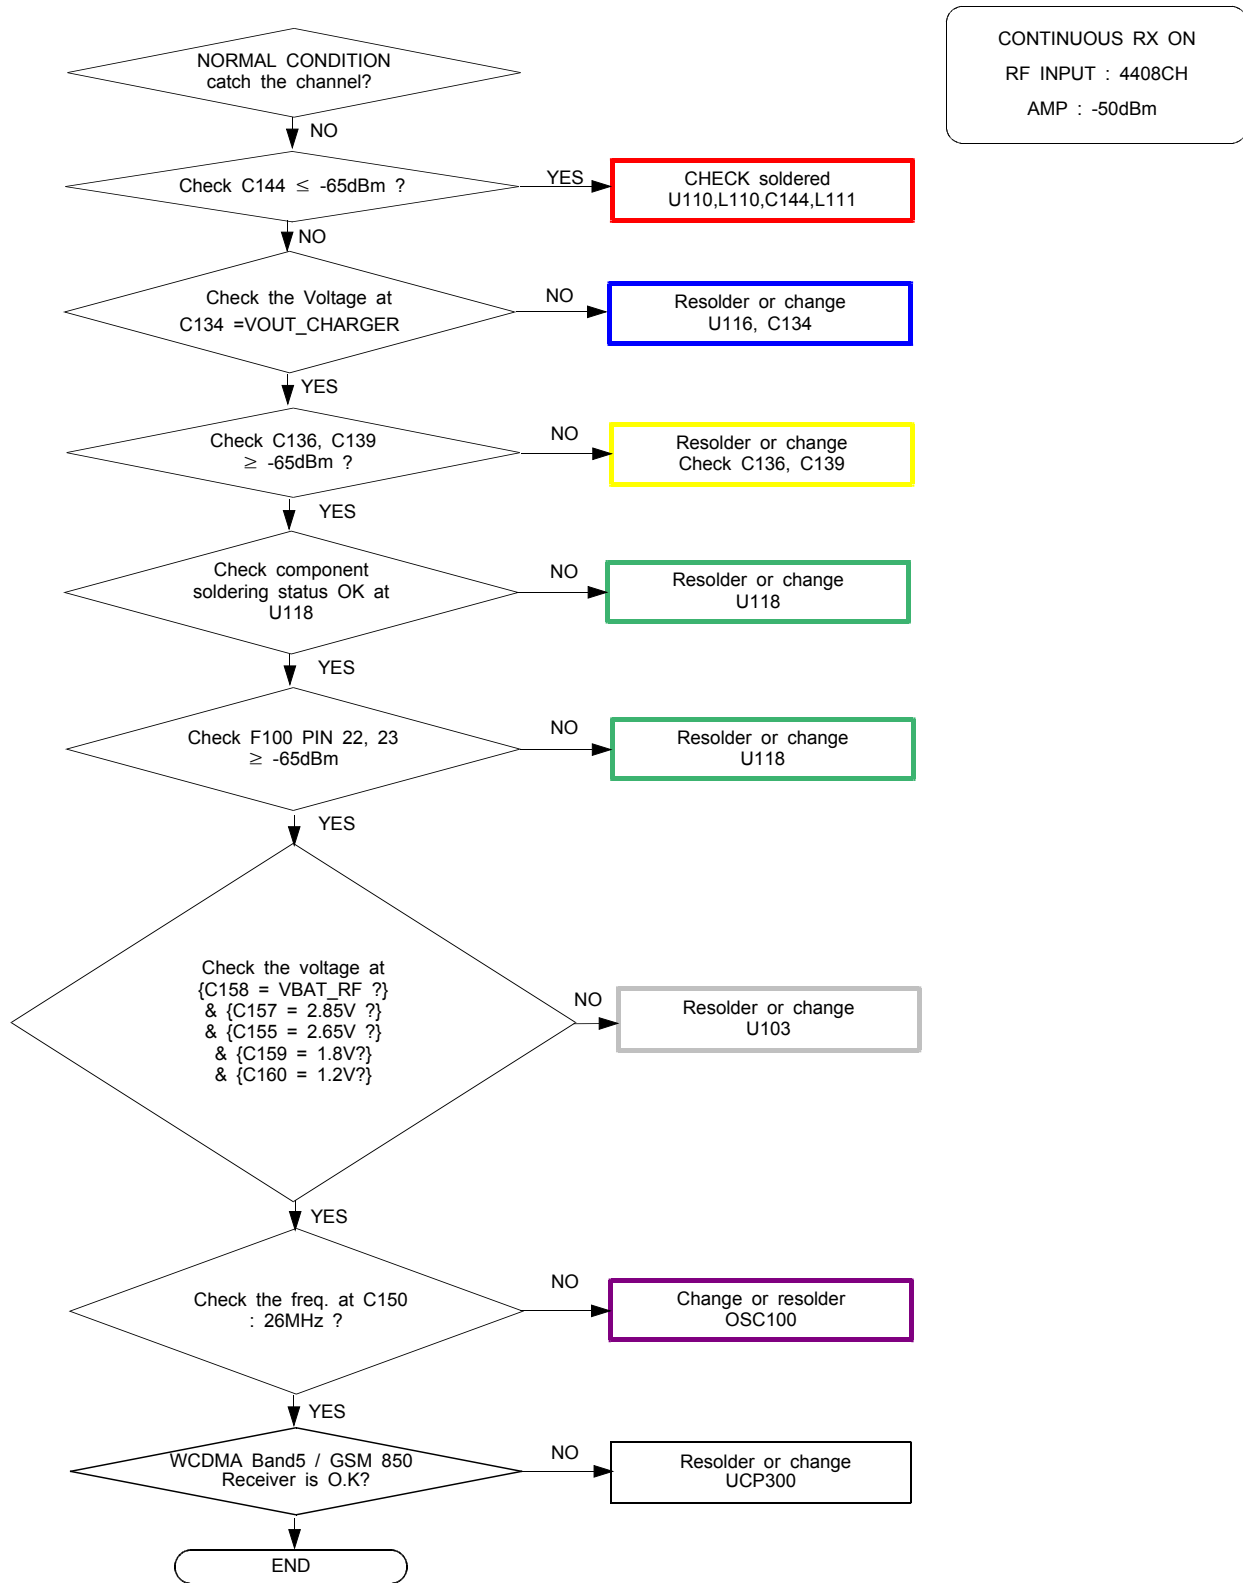 CONTINUOUS RX ON
RF INPUT : 4408CH
AMP : -50dBm
NORMAL CONDITION
catch the channel?
NO
Check C144 ≤ -65dBm ?
YES
CHECK soldered
U110,L110,C144,L111
NO
Check the Voltage at
C134 =VOUT_CHARGER
NO
Resolder or change
U116, C134
YES
Check C136, C139
≥ -65dBm ?
NO
Resolder or change
Check C136, C139
YES
Check component
soldering status OK at
U118
NO
Resolder or change
U118
YES
Check F100 PIN 22, 23
≥ -65dBm
NO
Resolder or change
U118
YES
Check the voltage at
{C158 = VBAT_RF ?}
& {C157 = 2.85V ?}
& {C155 = 2.65V ?}
& {C159 = 1.8V?}
& {C160 = 1.2V?}
NO
Resolder or change
U103
YES
Check the freq. at C150
: 26MHz ?
NO
Change or resolder
OSC100
YES
WCDMA Band5 / GSM 850
Receiver is O.K?
NO
Resolder or change
UCP300
END